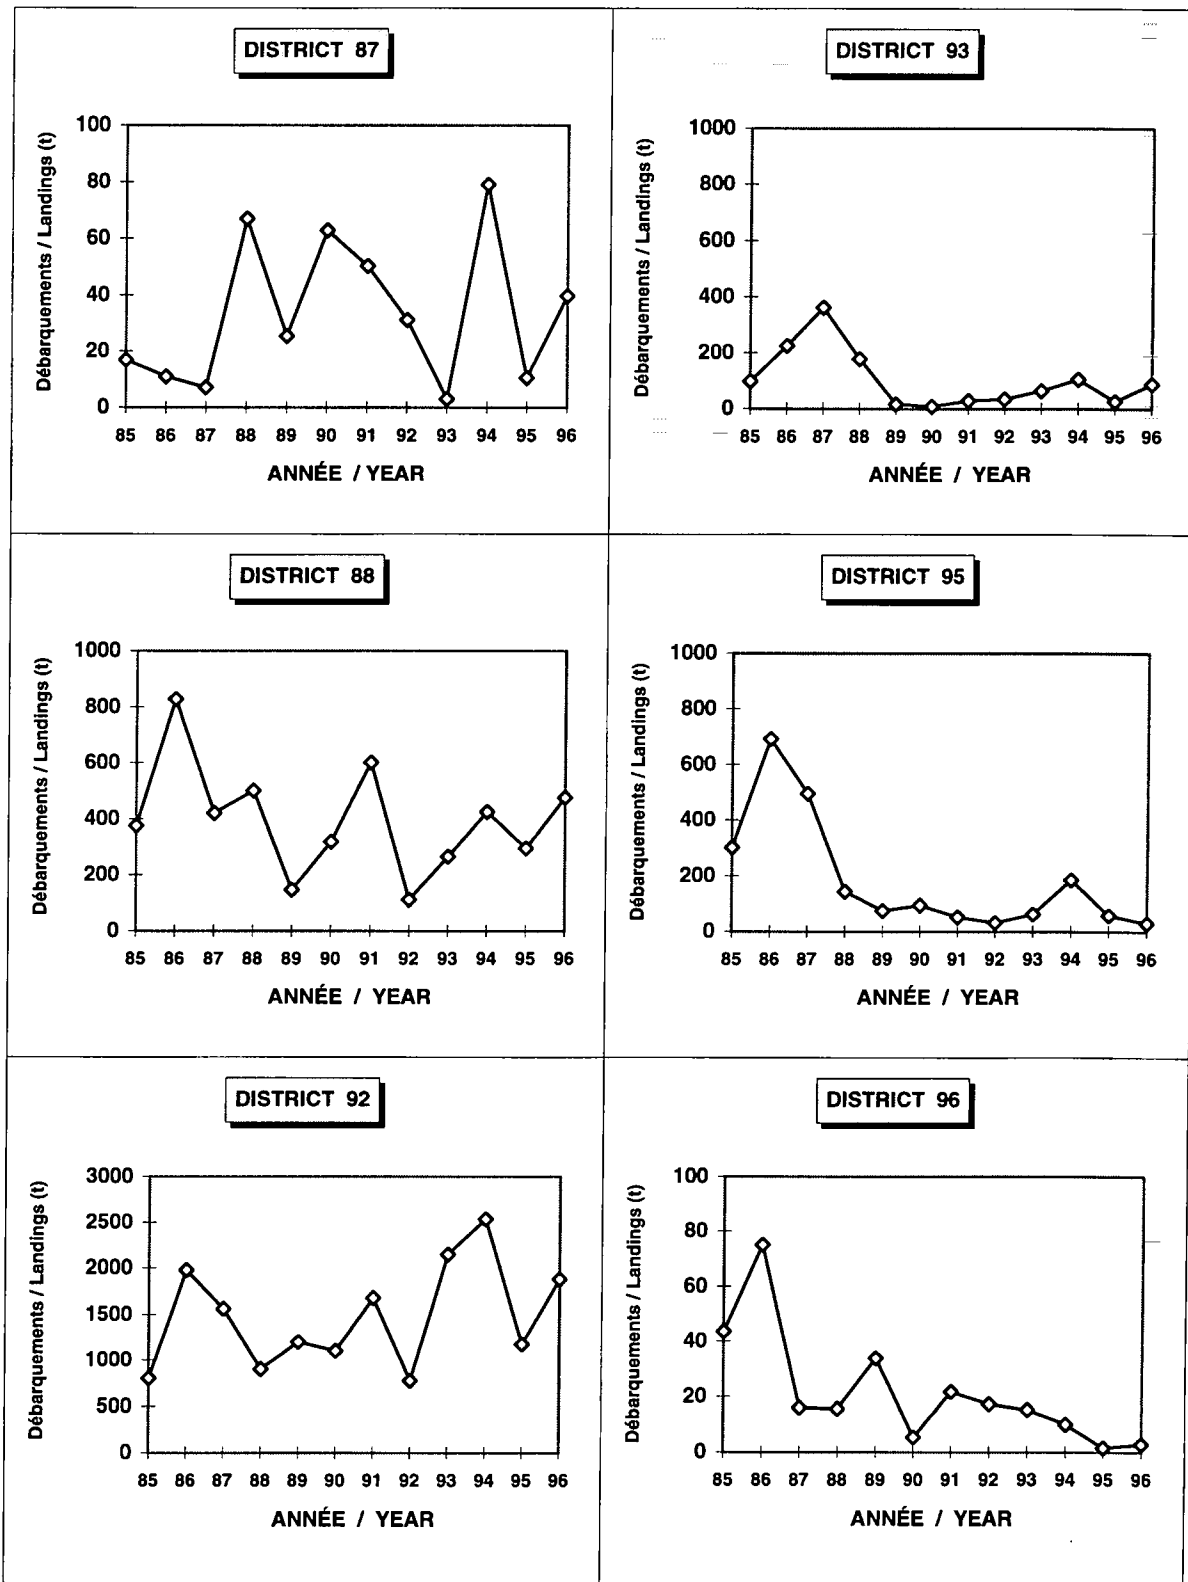 DISTRICT 87
Débarquements / Landings (t)
100
80
60
40
20
0
85 86 87 88 89 90 91 92 93 94 95 96
ANNÉE / YEAR
DISTRICT 93
Débarquements / Landings (t)
1000
800
600
400
200
0
85 86 87 88 89 90 91 92 93 94 95 96
ANNÉE / YEAR
DISTRICT 88
Débarquements / Landings (t)
1000
800
600
400
200
0
85 86 87 88 89 90 91 92 93 94 95 96
ANNÉE / YEAR
DISTRICT 95
Débarquements / Landings (t)
1000
800
600
400
200
0
85 86 87 88 89 90 91 92 93 94 95 96
ANNÉE / YEAR
DISTRICT 92
Débarquements / Landings (t)
3000
2500
2000
1500
1000
500
0
85 86 87 88 89 90 91 92 93 94 95 96
ANNÉE / YEAR
DISTRICT 96
Débarquements / Landings (t)
100
80
60
40
20
0
85 86 87 88 89 90 91 92 93 94 95 96
ANNÉE / YEAR